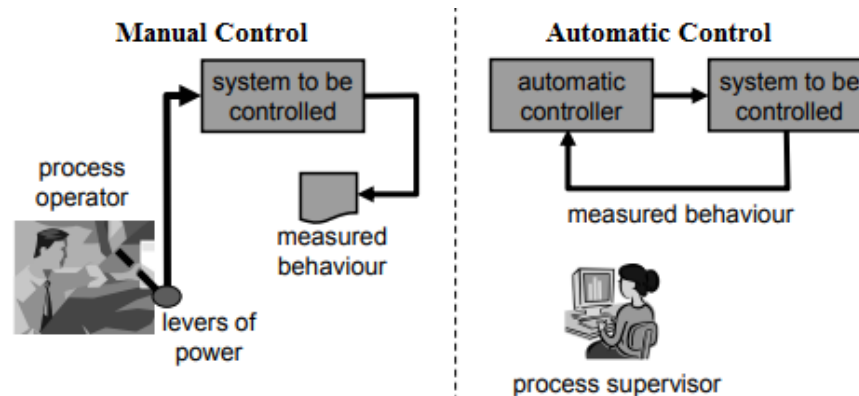 Manual Control
system to be
controlled
process
operator
measured
behaviour
levers of
power
Automatic Control
automatic
controller
system to be
controlled
measured behaviour
process supervisor